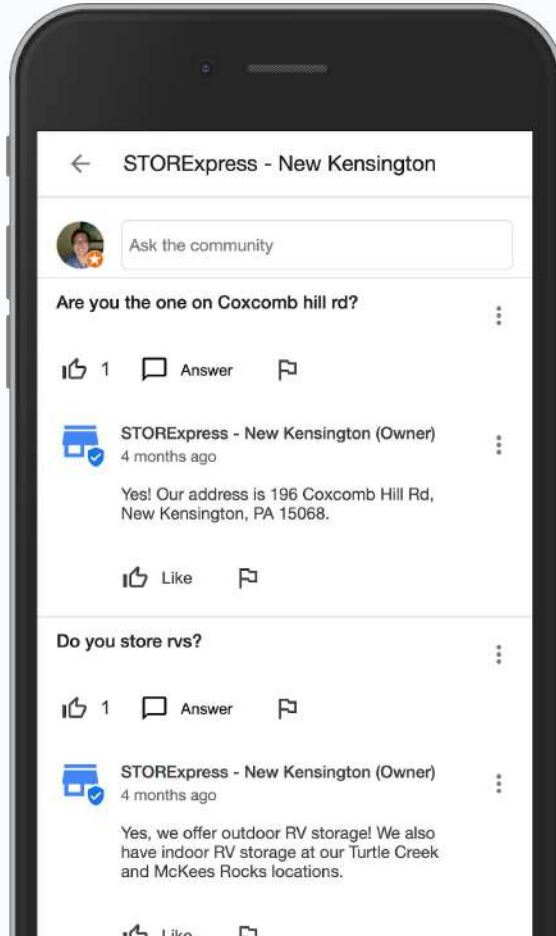 STORExpress - New Kensington
Ask the community
Are you the one on Coxcomb hill rd?
1 Answer
STORExpress - New Kensington (Owner)
4 months ago
Yes! Our address is 196 Coxcomb Hill Rd,
New Kensington, PA 15068.
Like
Do you store rvs?
1 Answer
STORExpress - New Kensington (Owner)
4 months ago
Yes, we offer outdoor RV storage! We also
have indoor RV storage at our Turtle Creek
and McKees Rocks locations.
Like